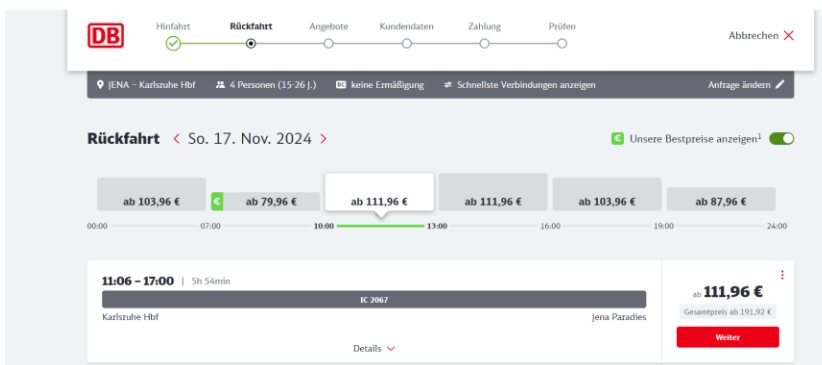 DB
Hinfahrt Rückfahrt Angebote Kundendaten Zahlung Prüfen
Abbrechen
JENA – Karlsruhe Hbf 4 Personen (15-26 J.) BC keine Ermäßigung Schnellste Verbindungen anzeigen Anfrage ändern
Rückfahrt < So. 17. Nov. 2024 > € Unsere Bestpreise anzeigen¹
ab 103,96 € € ab 79,96 € ab 111,96 € ab 111,96 € ab 103,96 € ab 87,96 €
00:00 07:00 10:00 13:00 16:00 19:00 24:00
11:06 – 17:00 | 5h 54min
IC 2067
Karlsruhe Hbf Jena Paradies
Details
ab 111,96 €
Gesamtpreis ab 191,92 €
Weiter